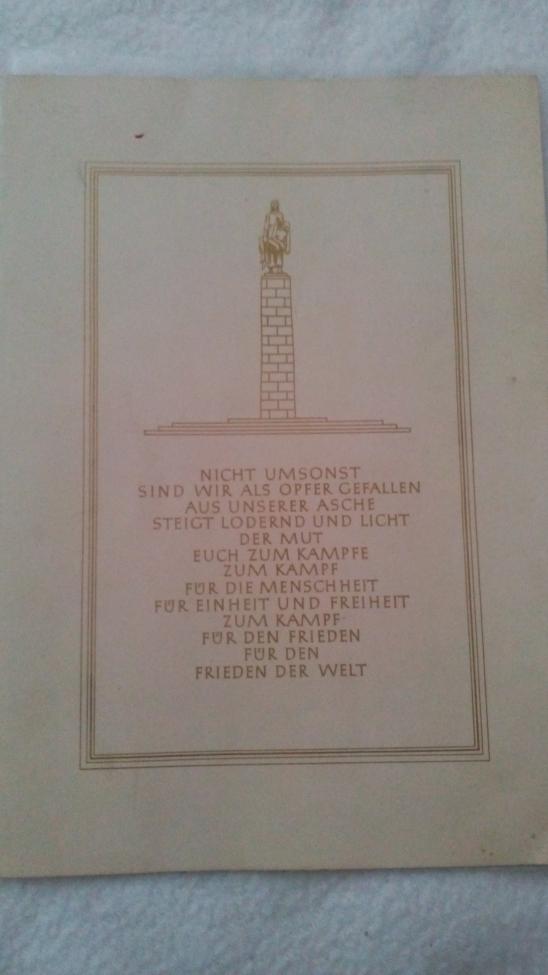 NICHT UMSONST
SIND WIR ALS OPFER GEFALLEN
AUS UNSERER ASCHE
STEIGT LODERND UND LICHT
DER MUT
EUCH ZUM KAMPFE
ZUM KAMPF
FÜR DIE MENSCHHEIT
FÜR EINHEIT UND FREIHEIT
ZUM KAMPF
FÜR DEN FRIEDEN
FÜR DEN
FRIEDEN DER WELT